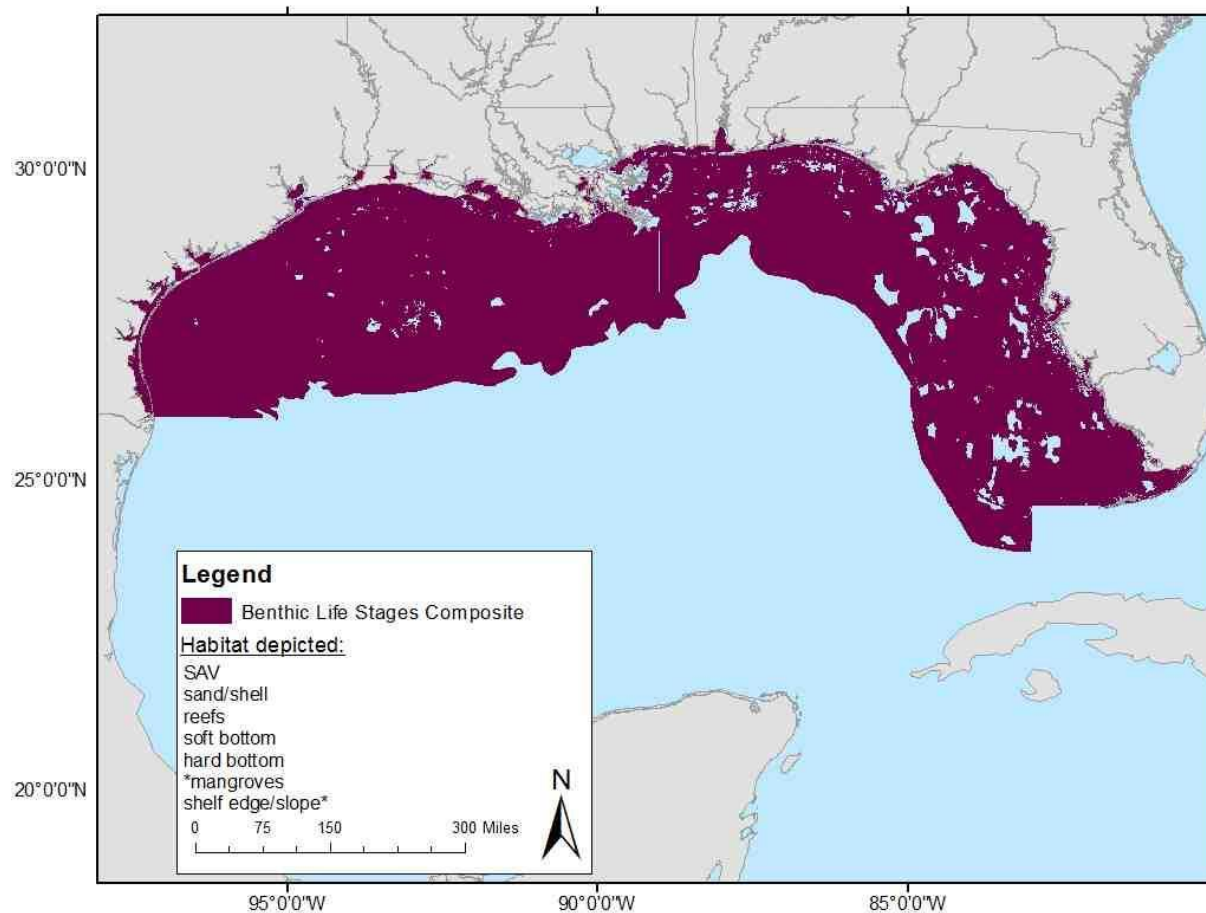 30°0'0"N
25°0'0"N
20°0'0"N
Legend
Benthic Life Stages Composite
Habitat depicted:
SAV
sand/shell
reefs
soft bottom
hard bottom
*mangroves
shelf edge/slope*
N
0 75 150 300 Miles
95°0'0"W 90°0'0"W 85°0'0"W